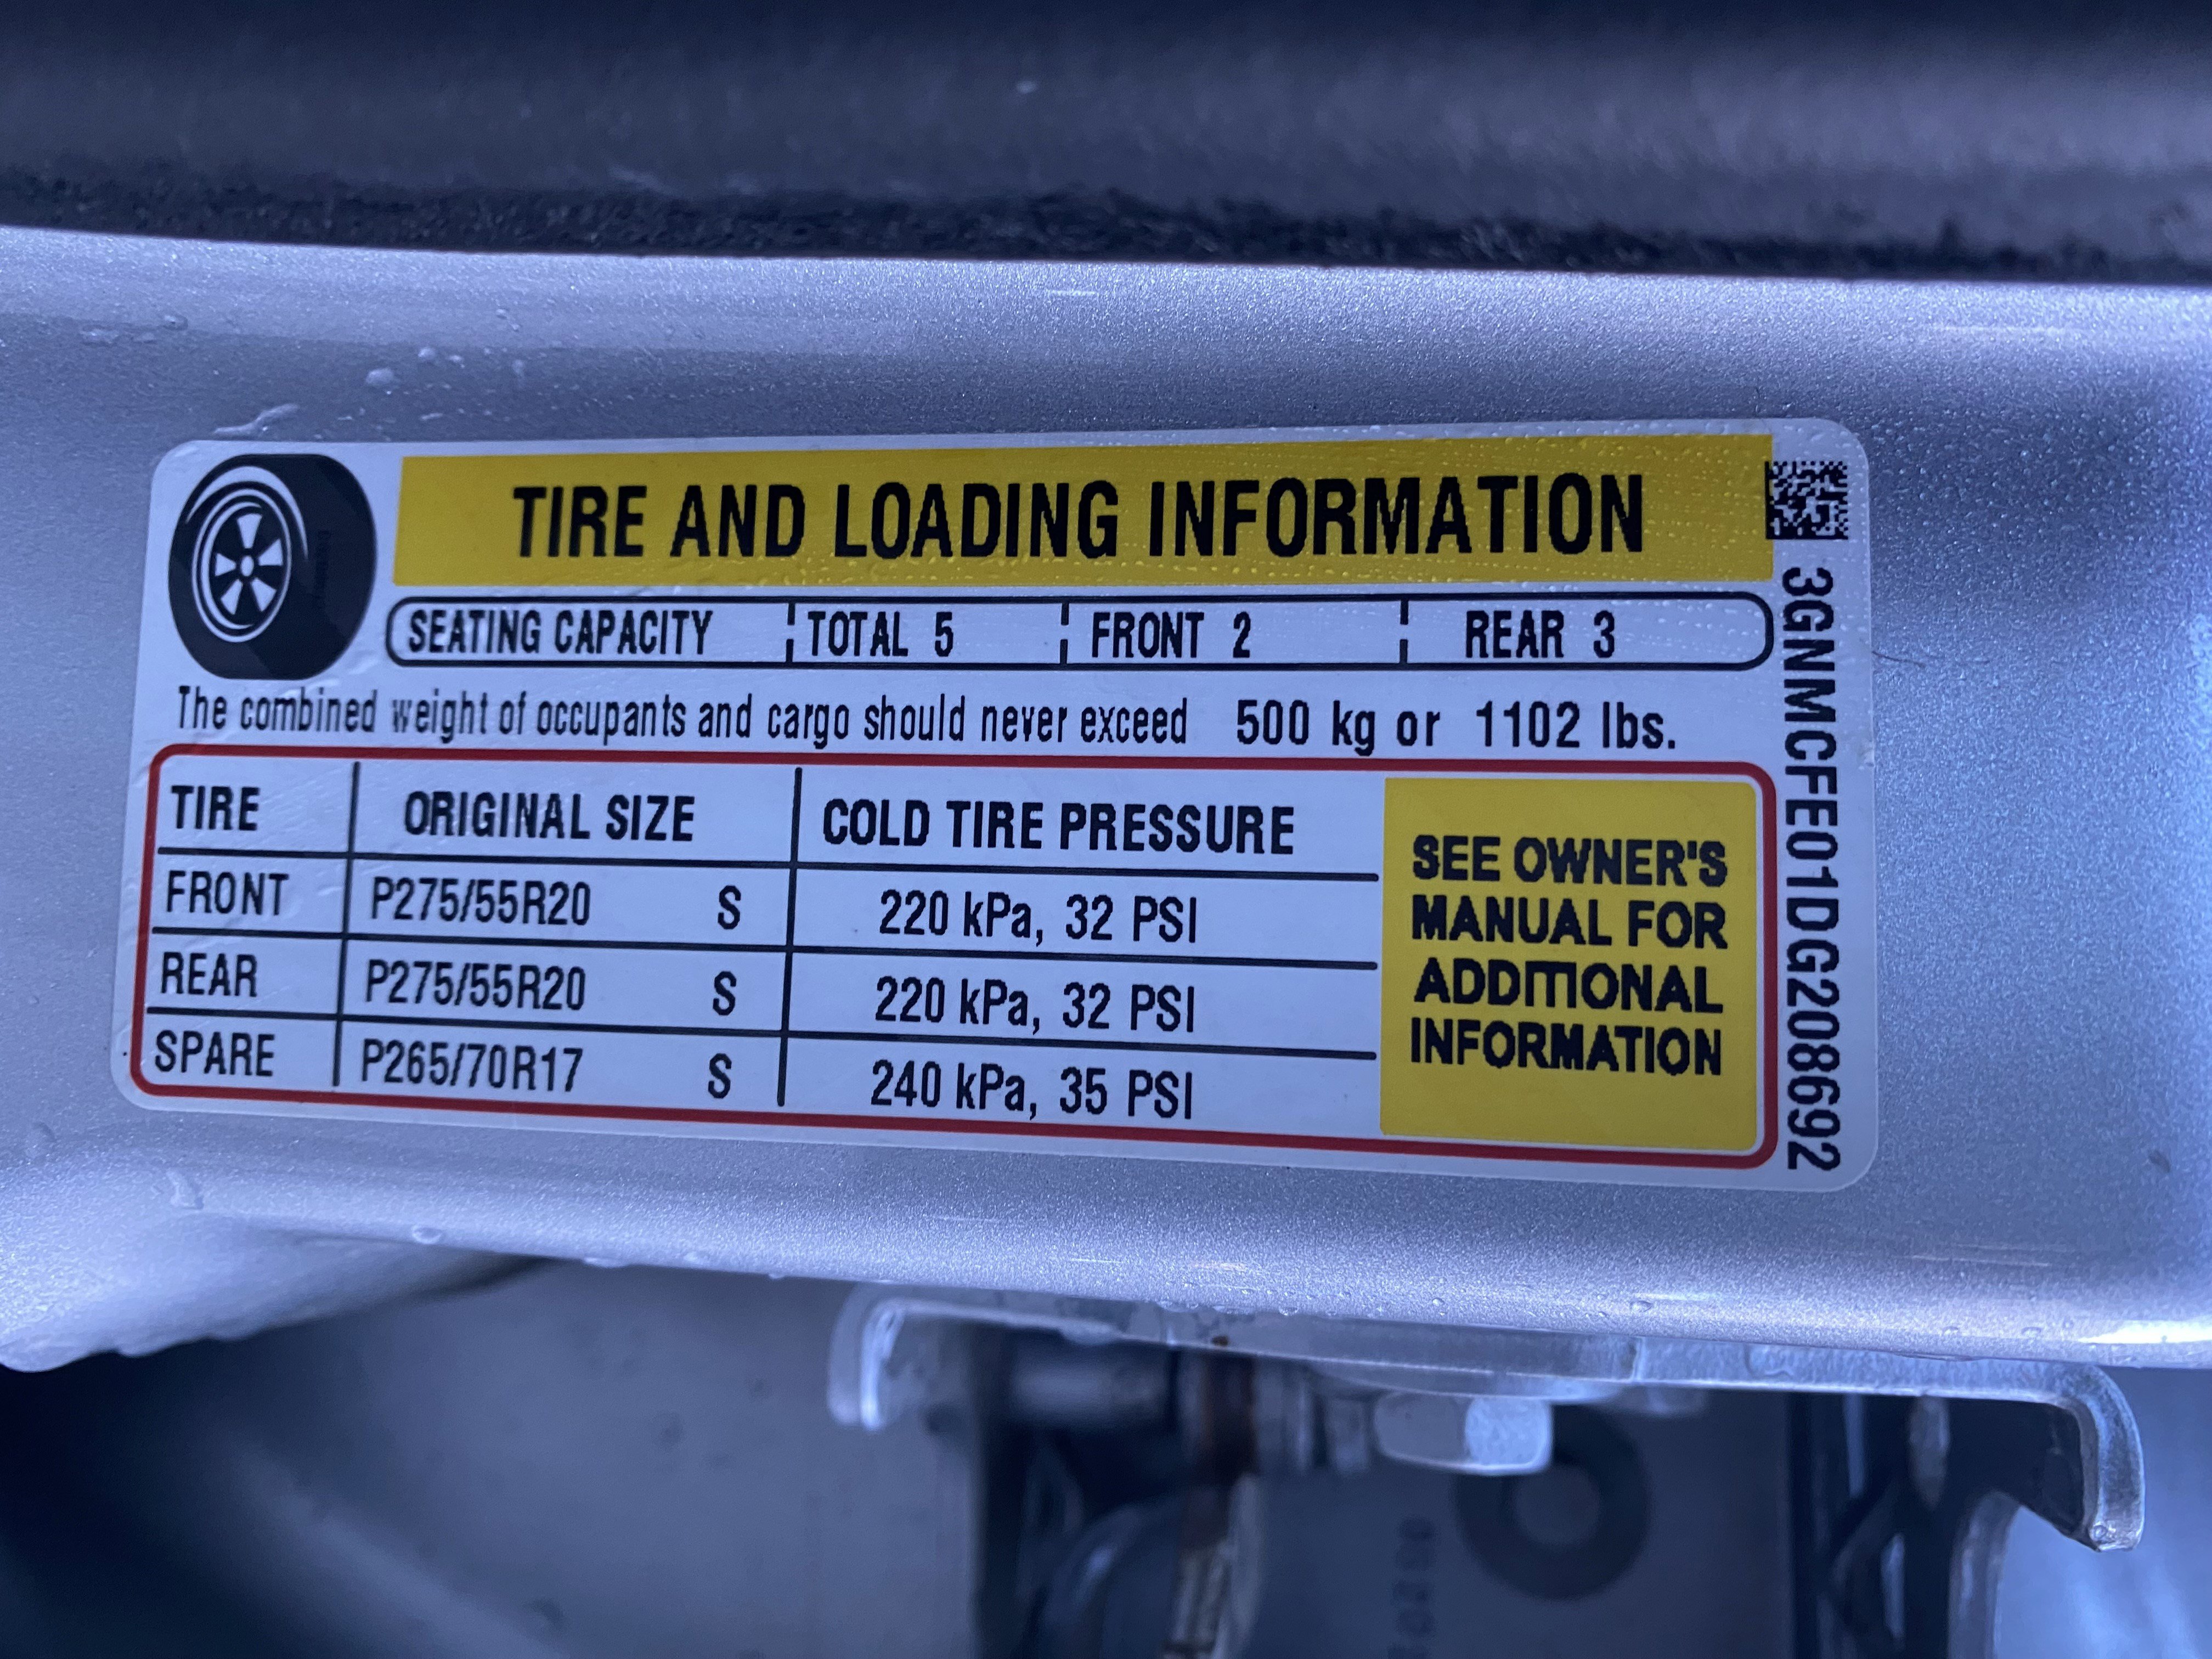 TIRE AND LOADING INFORMATION
SEATING CAPACITY TOTAL 5 FRONT 2 REAR 3
The combined weight of occupants and cargo should never exceed 500 kg or 1102 lbs.
TIRE ORIGINAL SIZE COLD TIRE PRESSURE
FRONT P275/55R20 S 220 kPa, 32 PSI
REAR P275/55R20 S 220 kPa, 32 PSI
SPARE P265/70R17 S 240 kPa, 35 PSI
SEE OWNER'S
MANUAL FOR
ADDITIONAL
INFORMATION
3GNMCFE01DG208692